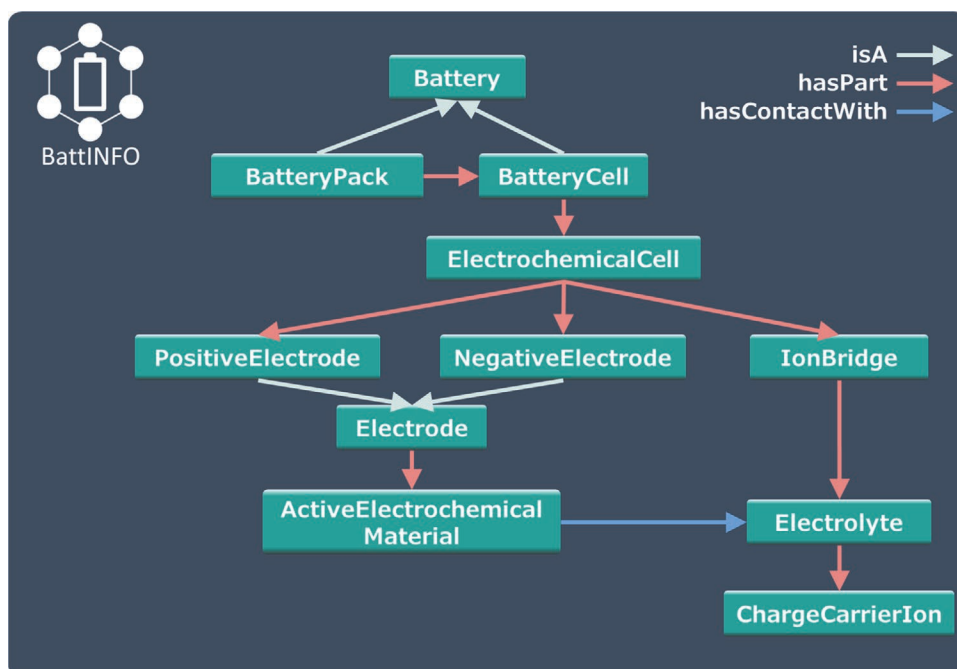 BattINFO
isA
hasPart
hasContactWith
Battery
BatteryPack
BatteryCell
ElectrochemicalCell
PositiveElectrode
NegativeElectrode
IonBridge
Electrode
ActiveElectrochemical
Material
Electrolyte
ChargeCarrierIon